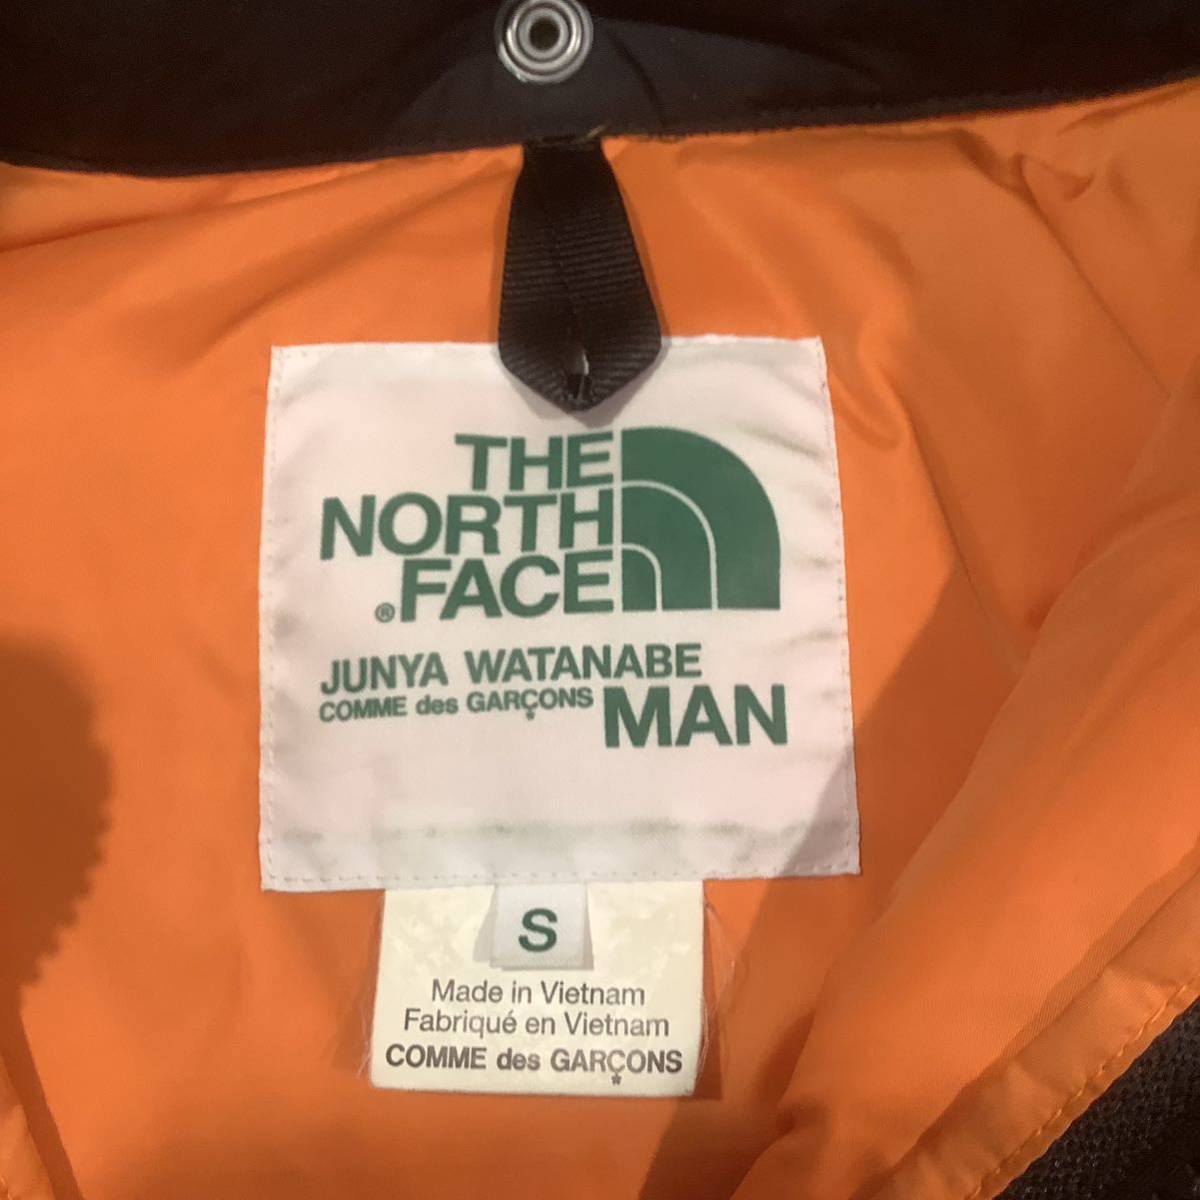 THE
NORTH
®FACE
JUNYA WATANABE
COMME des GARÇONS MAN
S
Made in Vietnam
Fabriqué en Vietnam
COMME des GARÇONS
*